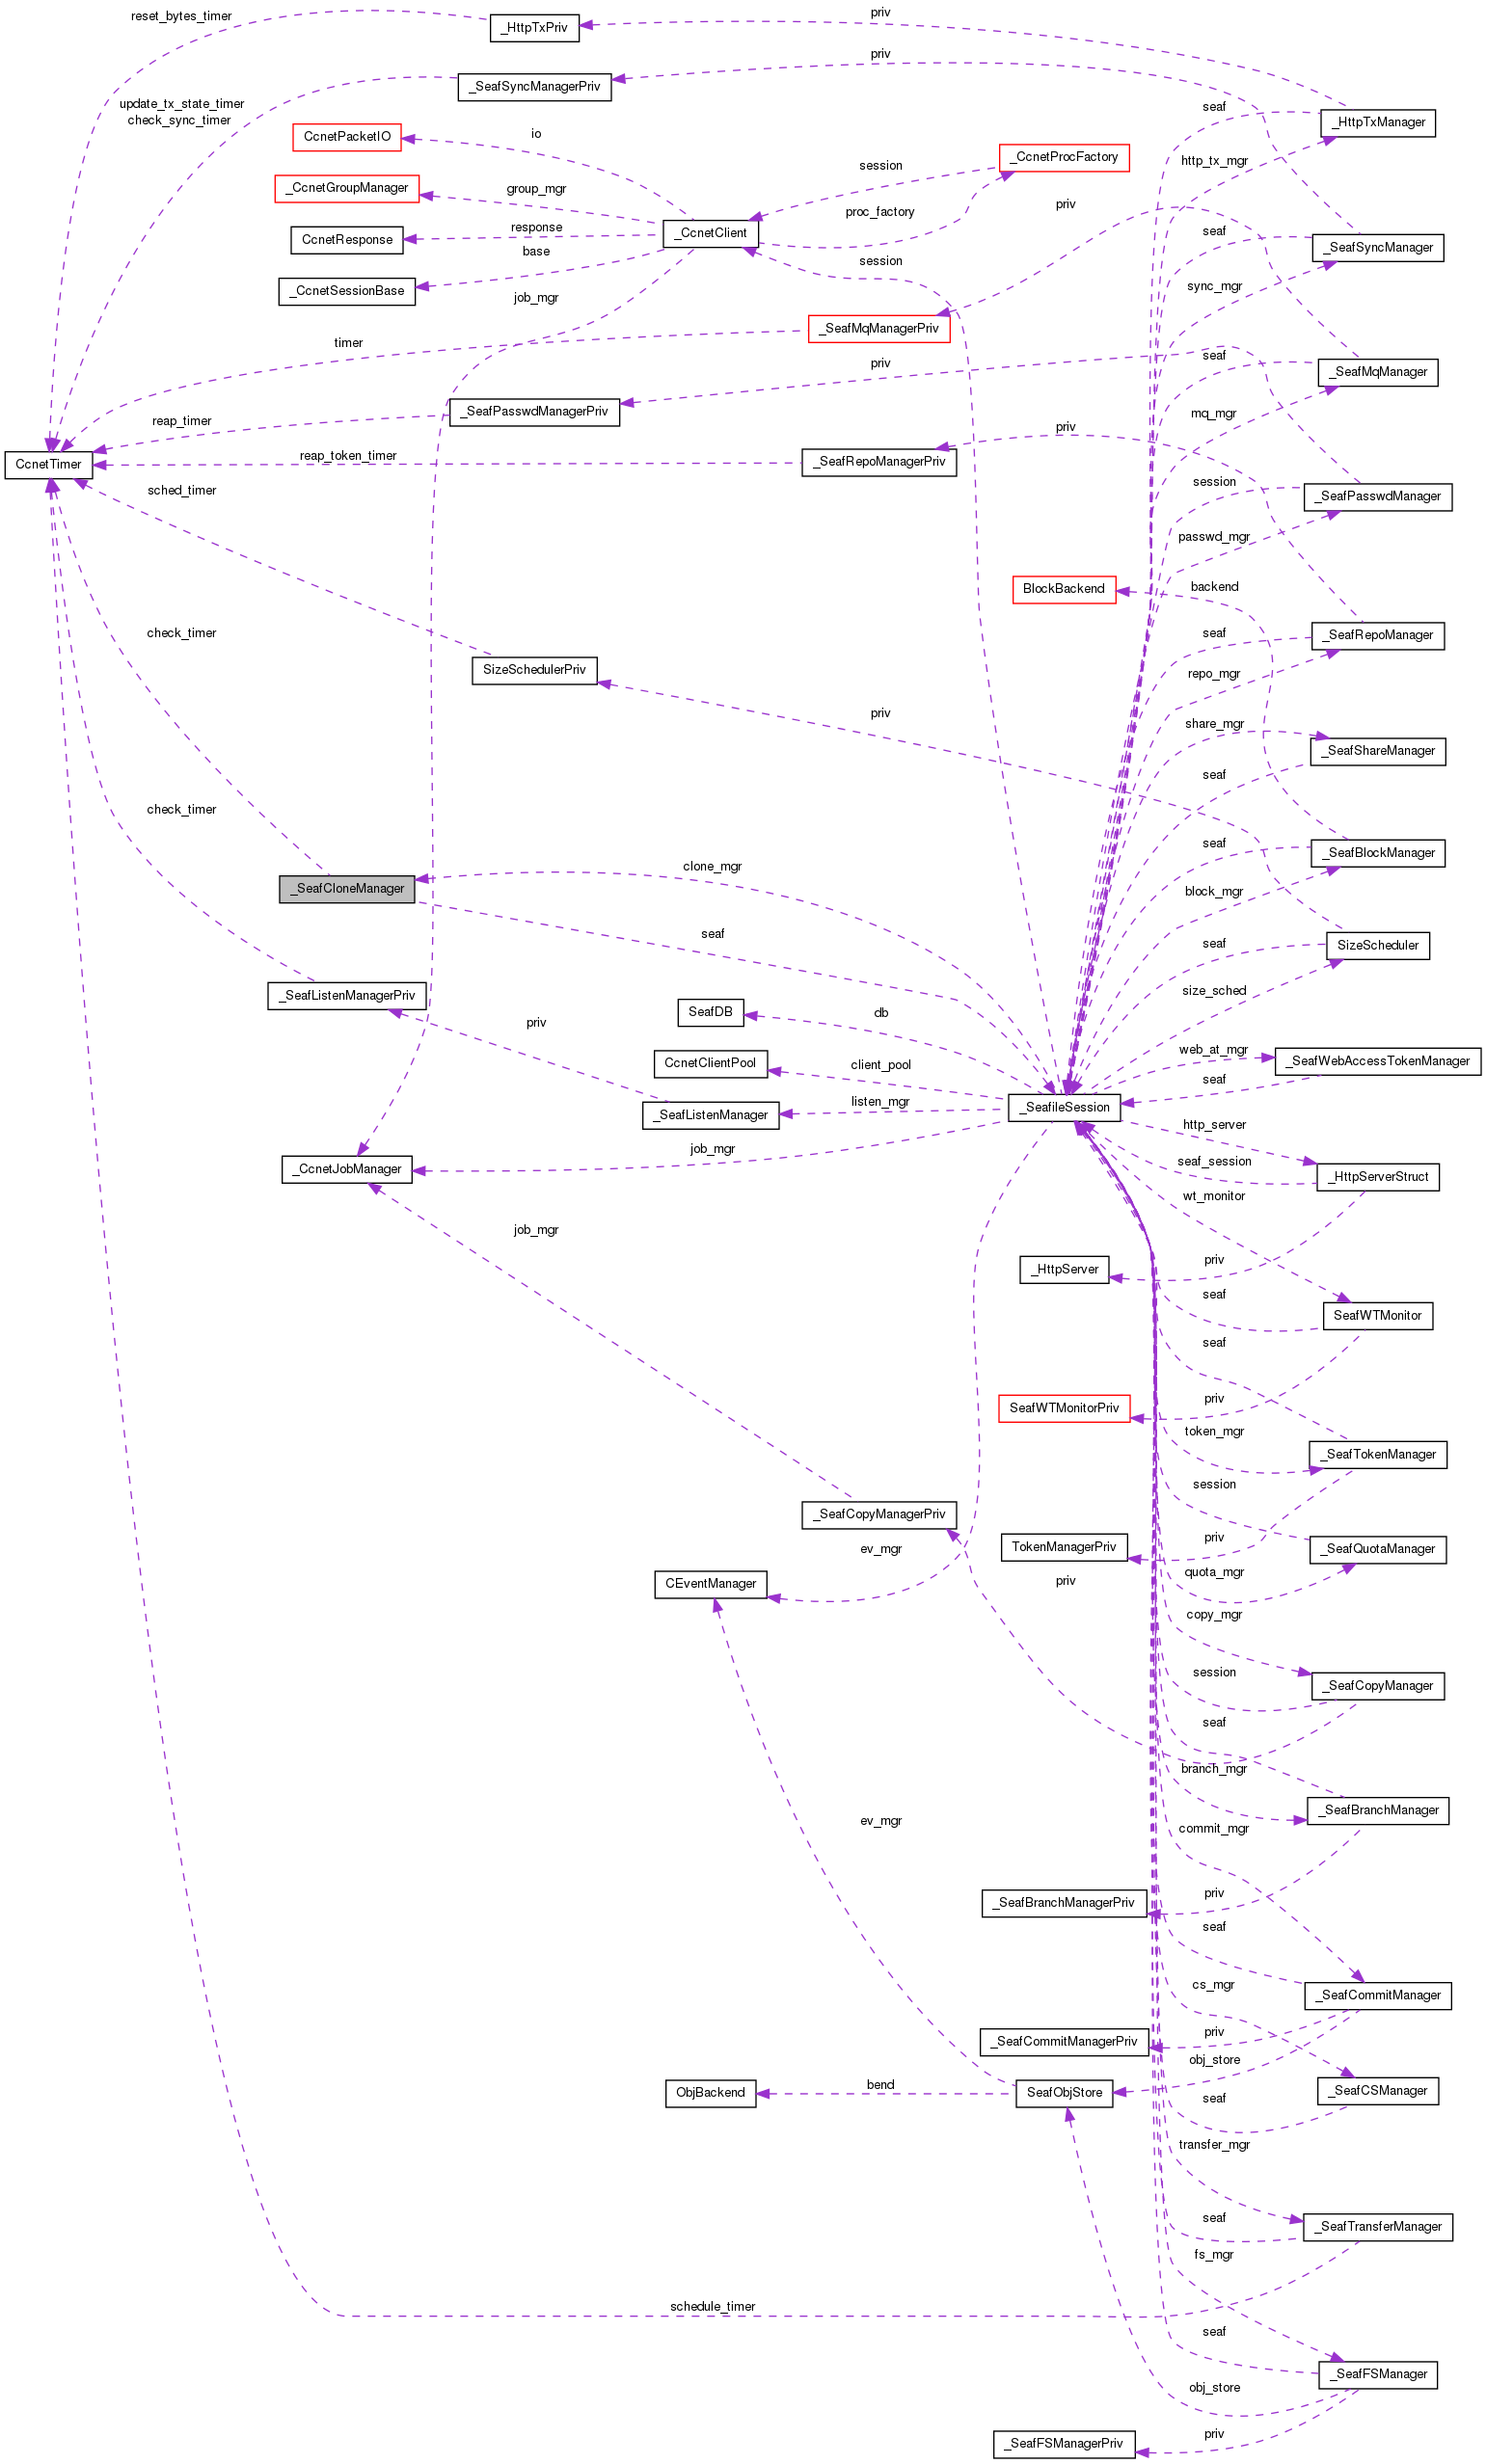 reset_bytes_timer
_HttpTxPriv
priv
priv
_SeafSyncManagerPriv
update_tx_state_timer
check_sync_timer
seaf
_HttpTxManager
CcnetPacketIO
io
_CcnetProcFactory
session
http_tx_mgr
_CcnetGroupManager
group_mgr
priv
proc_factory
CcnetResponse
response
_CcnetClient
seaf
_SeafSyncManager
base
session
_CcnetSessionBase
job_mgr
sync_mgr
timer
_SeafMqManagerPriv
priv
seaf
_SeafMqManager
_SeafPasswdManagerPriv
reap_timer
mq_mgr
priv
CcnetTimer
reap_token_timer
_SeafRepoManagerPriv
sched_timer
session
_SeafPasswdManager
passwd_mgr
BlockBackend
backend
check_timer
seaf
_SeafRepoManager
SizeSchedulerPriv
repo_mgr
priv
share_mgr
_SeafShareManager
seaf
check_timer
seaf
_SeafBlockManager
clone_mgr
_SeafCloneManager
block_mgr
seaf
seaf
SizeScheduler
_SeafListenManagerPriv
size_sched
SeafDB
db
priv
web_at_mgr
_SeafWebAccessTokenManager
CcnetClientPool
client_pool
seaf
_SeafListenManager
listen_mgr
_SeafileSession
http_server
job_mgr
_CcnetJobManager
seaf_session
_HttpServerStruct
wt_monitor
job_mgr
_HttpServer
priv
seaf
SeafWTMonitor
seaf
SeafWTMonitorPriv
priv
token_mgr
_SeafTokenManager
session
_SeafCopyManagerPriv
TokenManagerPriv
priv
_SeafQuotaManager
ev_mgr
quota_mgr
CEventManager
priv
copy_mgr
session
_SeafCopyManager
seaf
branch_mgr
_SeafBranchManager
ev_mgr
commit_mgr
_SeafBranchManagerPriv
priv
seaf
cs_mgr
_SeafCommitManager
_SeafCommitManagerPriv
priv
obj_store
ObjBackend
bend
SeafObjStore
seaf
_SeafCSManager
transfer_mgr
seaf
_SeafTransferManager
fs_mgr
schedule_timer
seaf
_SeafFSManager
obj_store
_SeafFSManagerPriv
priv